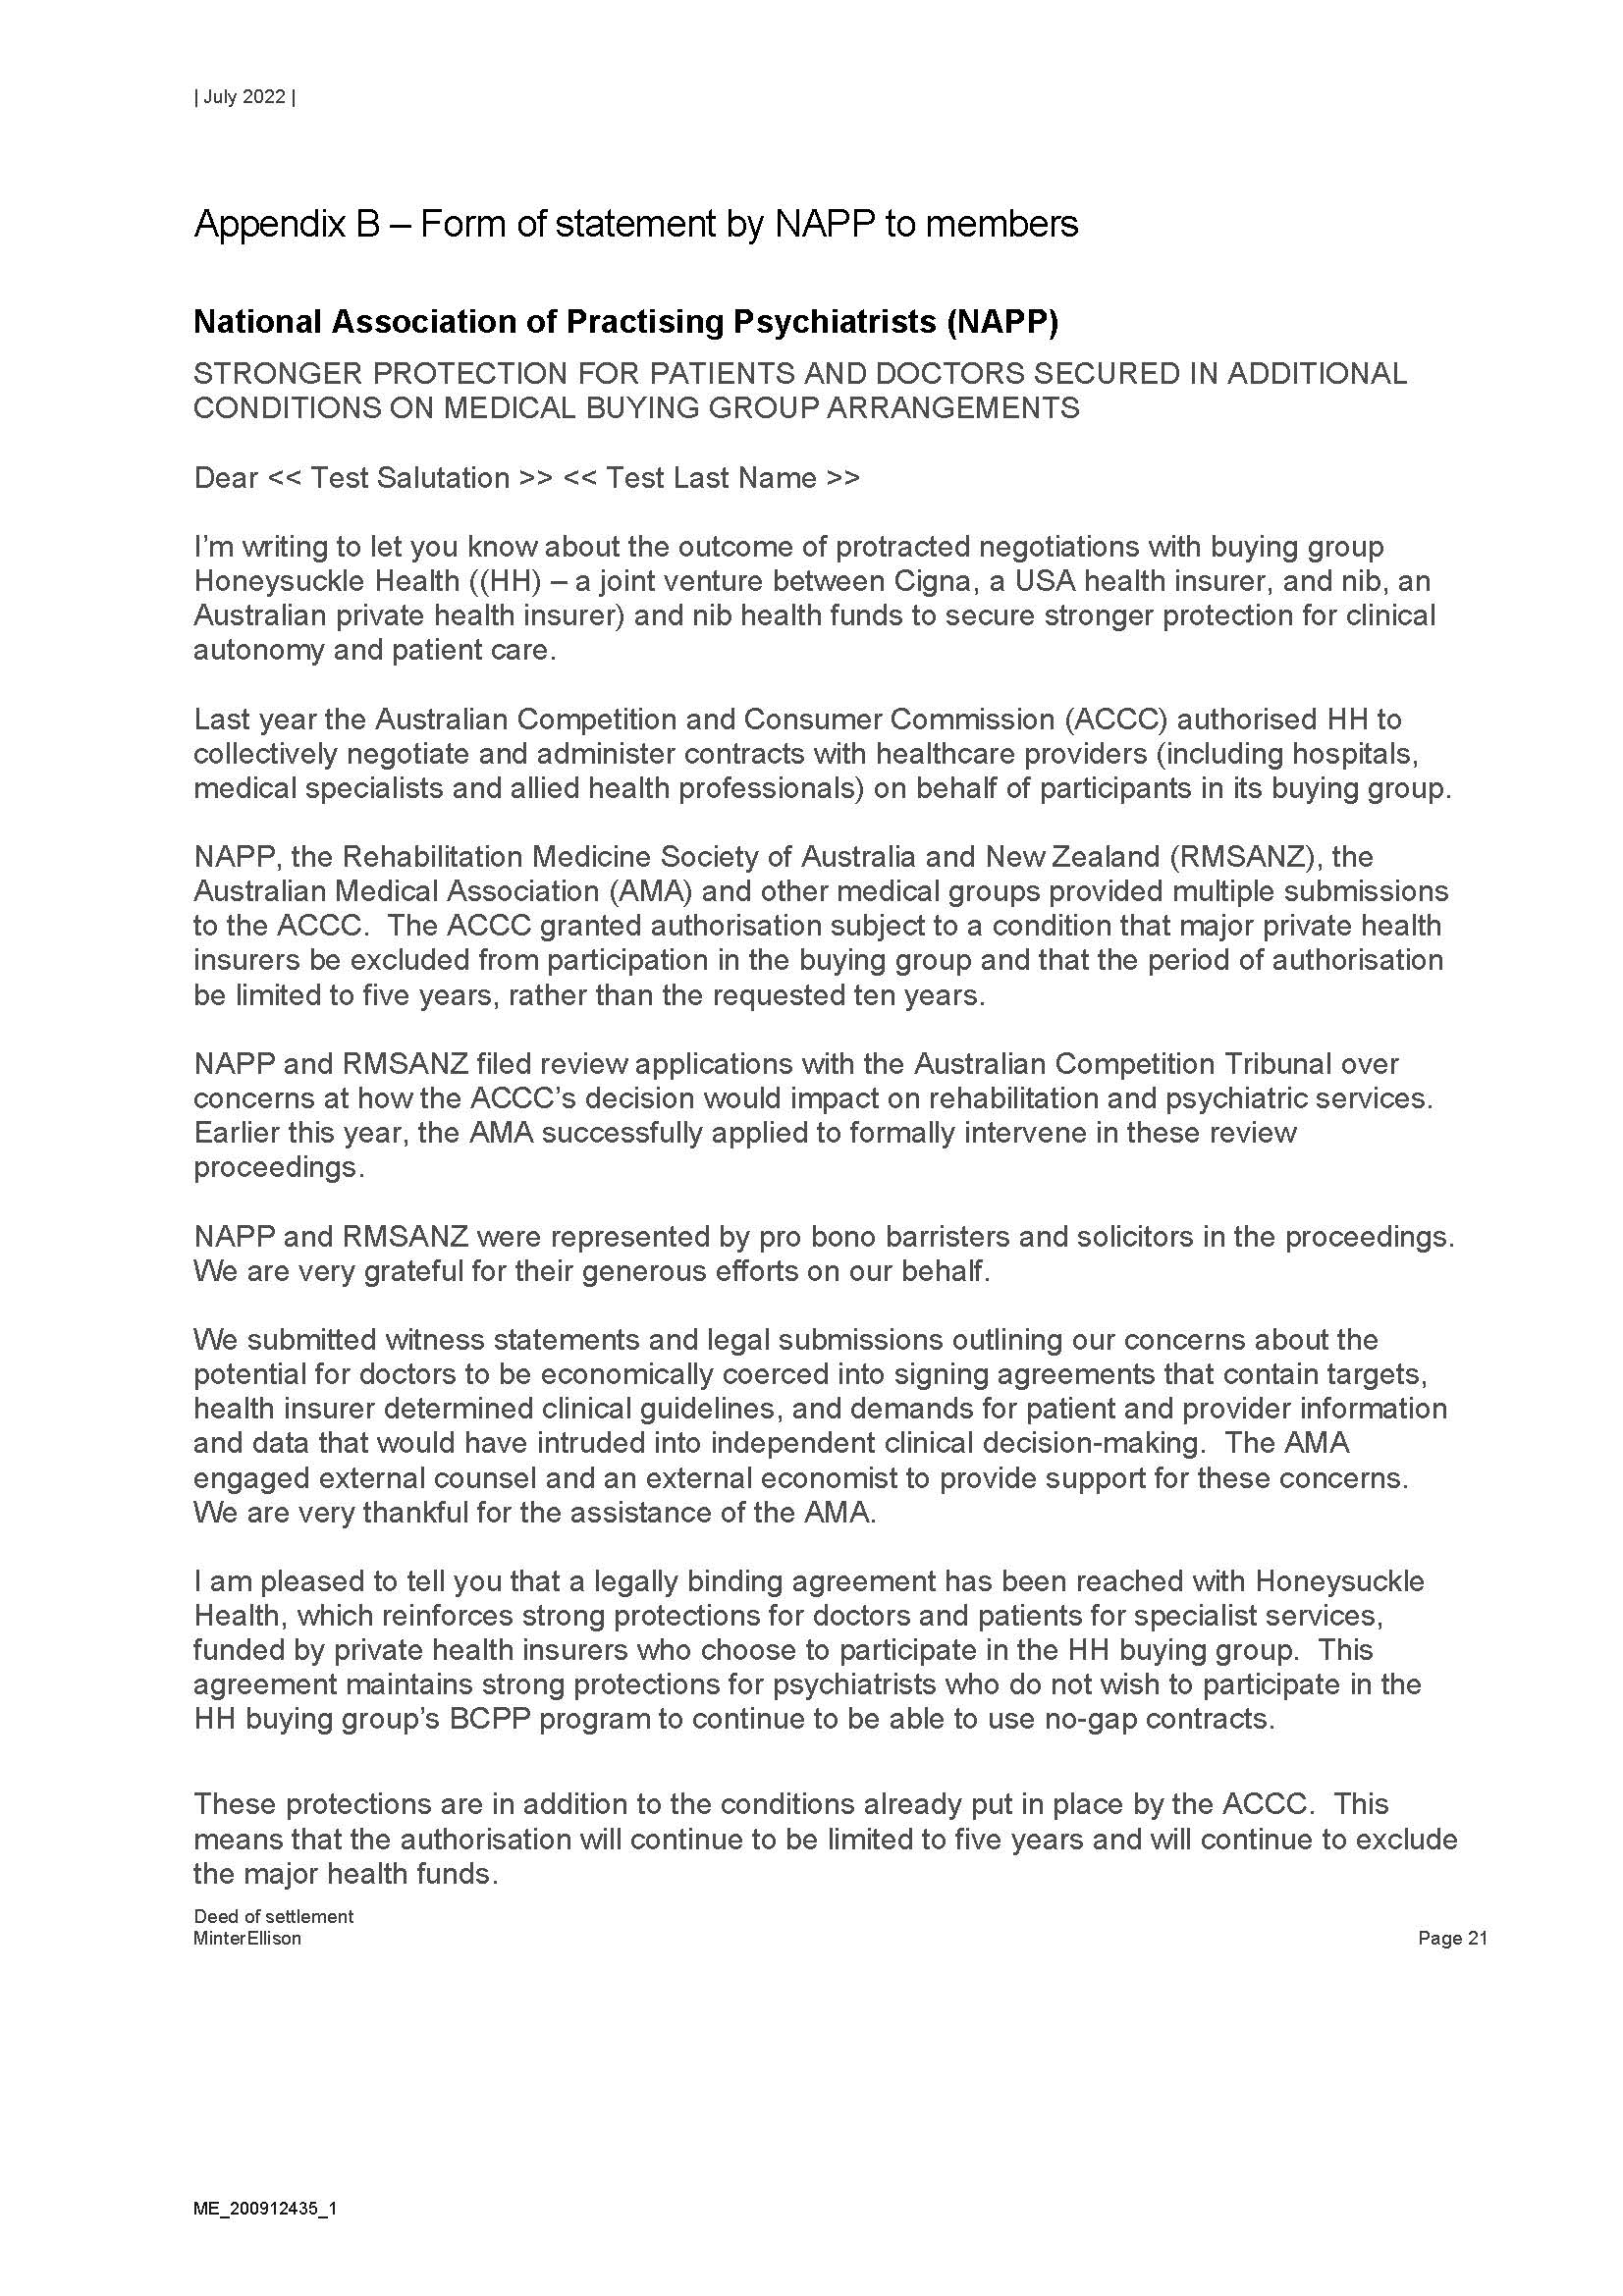 | July 2022 |
Appendix B – Form of statement by NAPP to members
National Association of Practising Psychiatrists (NAPP)
STRONGER PROTECTION FOR PATIENTS AND DOCTORS SECURED IN ADDITIONAL
CONDITIONS ON MEDICAL BUYING GROUP ARRANGEMENTS
Dear << Test Salutation >> << Test Last Name >>
I'm writing to let you know about the outcome of protracted negotiations with buying group
Honeysuckle Health ((HH) – a joint venture between Cigna, a USA health insurer, and nib, an
Australian private health insurer) and nib health funds to secure stronger protection for clinical
autonomy and patient care.
Last year the Australian Competition and Consumer Commission (ACCC) authorised HH to
collectively negotiate and administer contracts with healthcare providers (including hospitals,
medical specialists and allied health professionals) on behalf of participants in its buying group.
NAPP, the Rehabilitation Medicine Society of Australia and New Zealand (RMSANZ), the
Australian Medical Association (AMA) and other medical groups provided multiple submissions
to the ACCC.  The ACCC granted authorisation subject to a condition that major private health
insurers be excluded from participation in the buying group and that the period of authorisation
be limited to five years, rather than the requested ten years.
NAPP and RMSANZ filed review applications with the Australian Competition Tribunal over
concerns at how the ACCC's decision would impact on rehabilitation and psychiatric services.
Earlier this year, the AMA successfully applied to formally intervene in these review
proceedings.
NAPP and RMSANZ were represented by pro bono barristers and solicitors in the proceedings.
We are very grateful for their generous efforts on our behalf.
We submitted witness statements and legal submissions outlining our concerns about the
potential for doctors to be economically coerced into signing agreements that contain targets,
health insurer determined clinical guidelines, and demands for patient and provider information
and data that would have intruded into independent clinical decision-making.  The AMA
engaged external counsel and an external economist to provide support for these concerns.
We are very thankful for the assistance of the AMA.
I am pleased to tell you that a legally binding agreement has been reached with Honeysuckle
Health, which reinforces strong protections for doctors and patients for specialist services,
funded by private health insurers who choose to participate in the HH buying group.  This
agreement maintains strong protections for psychiatrists who do not wish to participate in the
HH buying group's BCPP program to continue to be able to use no-gap contracts.
These protections are in addition to the conditions already put in place by the ACCC.  This
means that the authorisation will continue to be limited to five years and will continue to exclude
the major health funds.
Deed of settlement
MinterEllison Page 21
ME_200912435_1